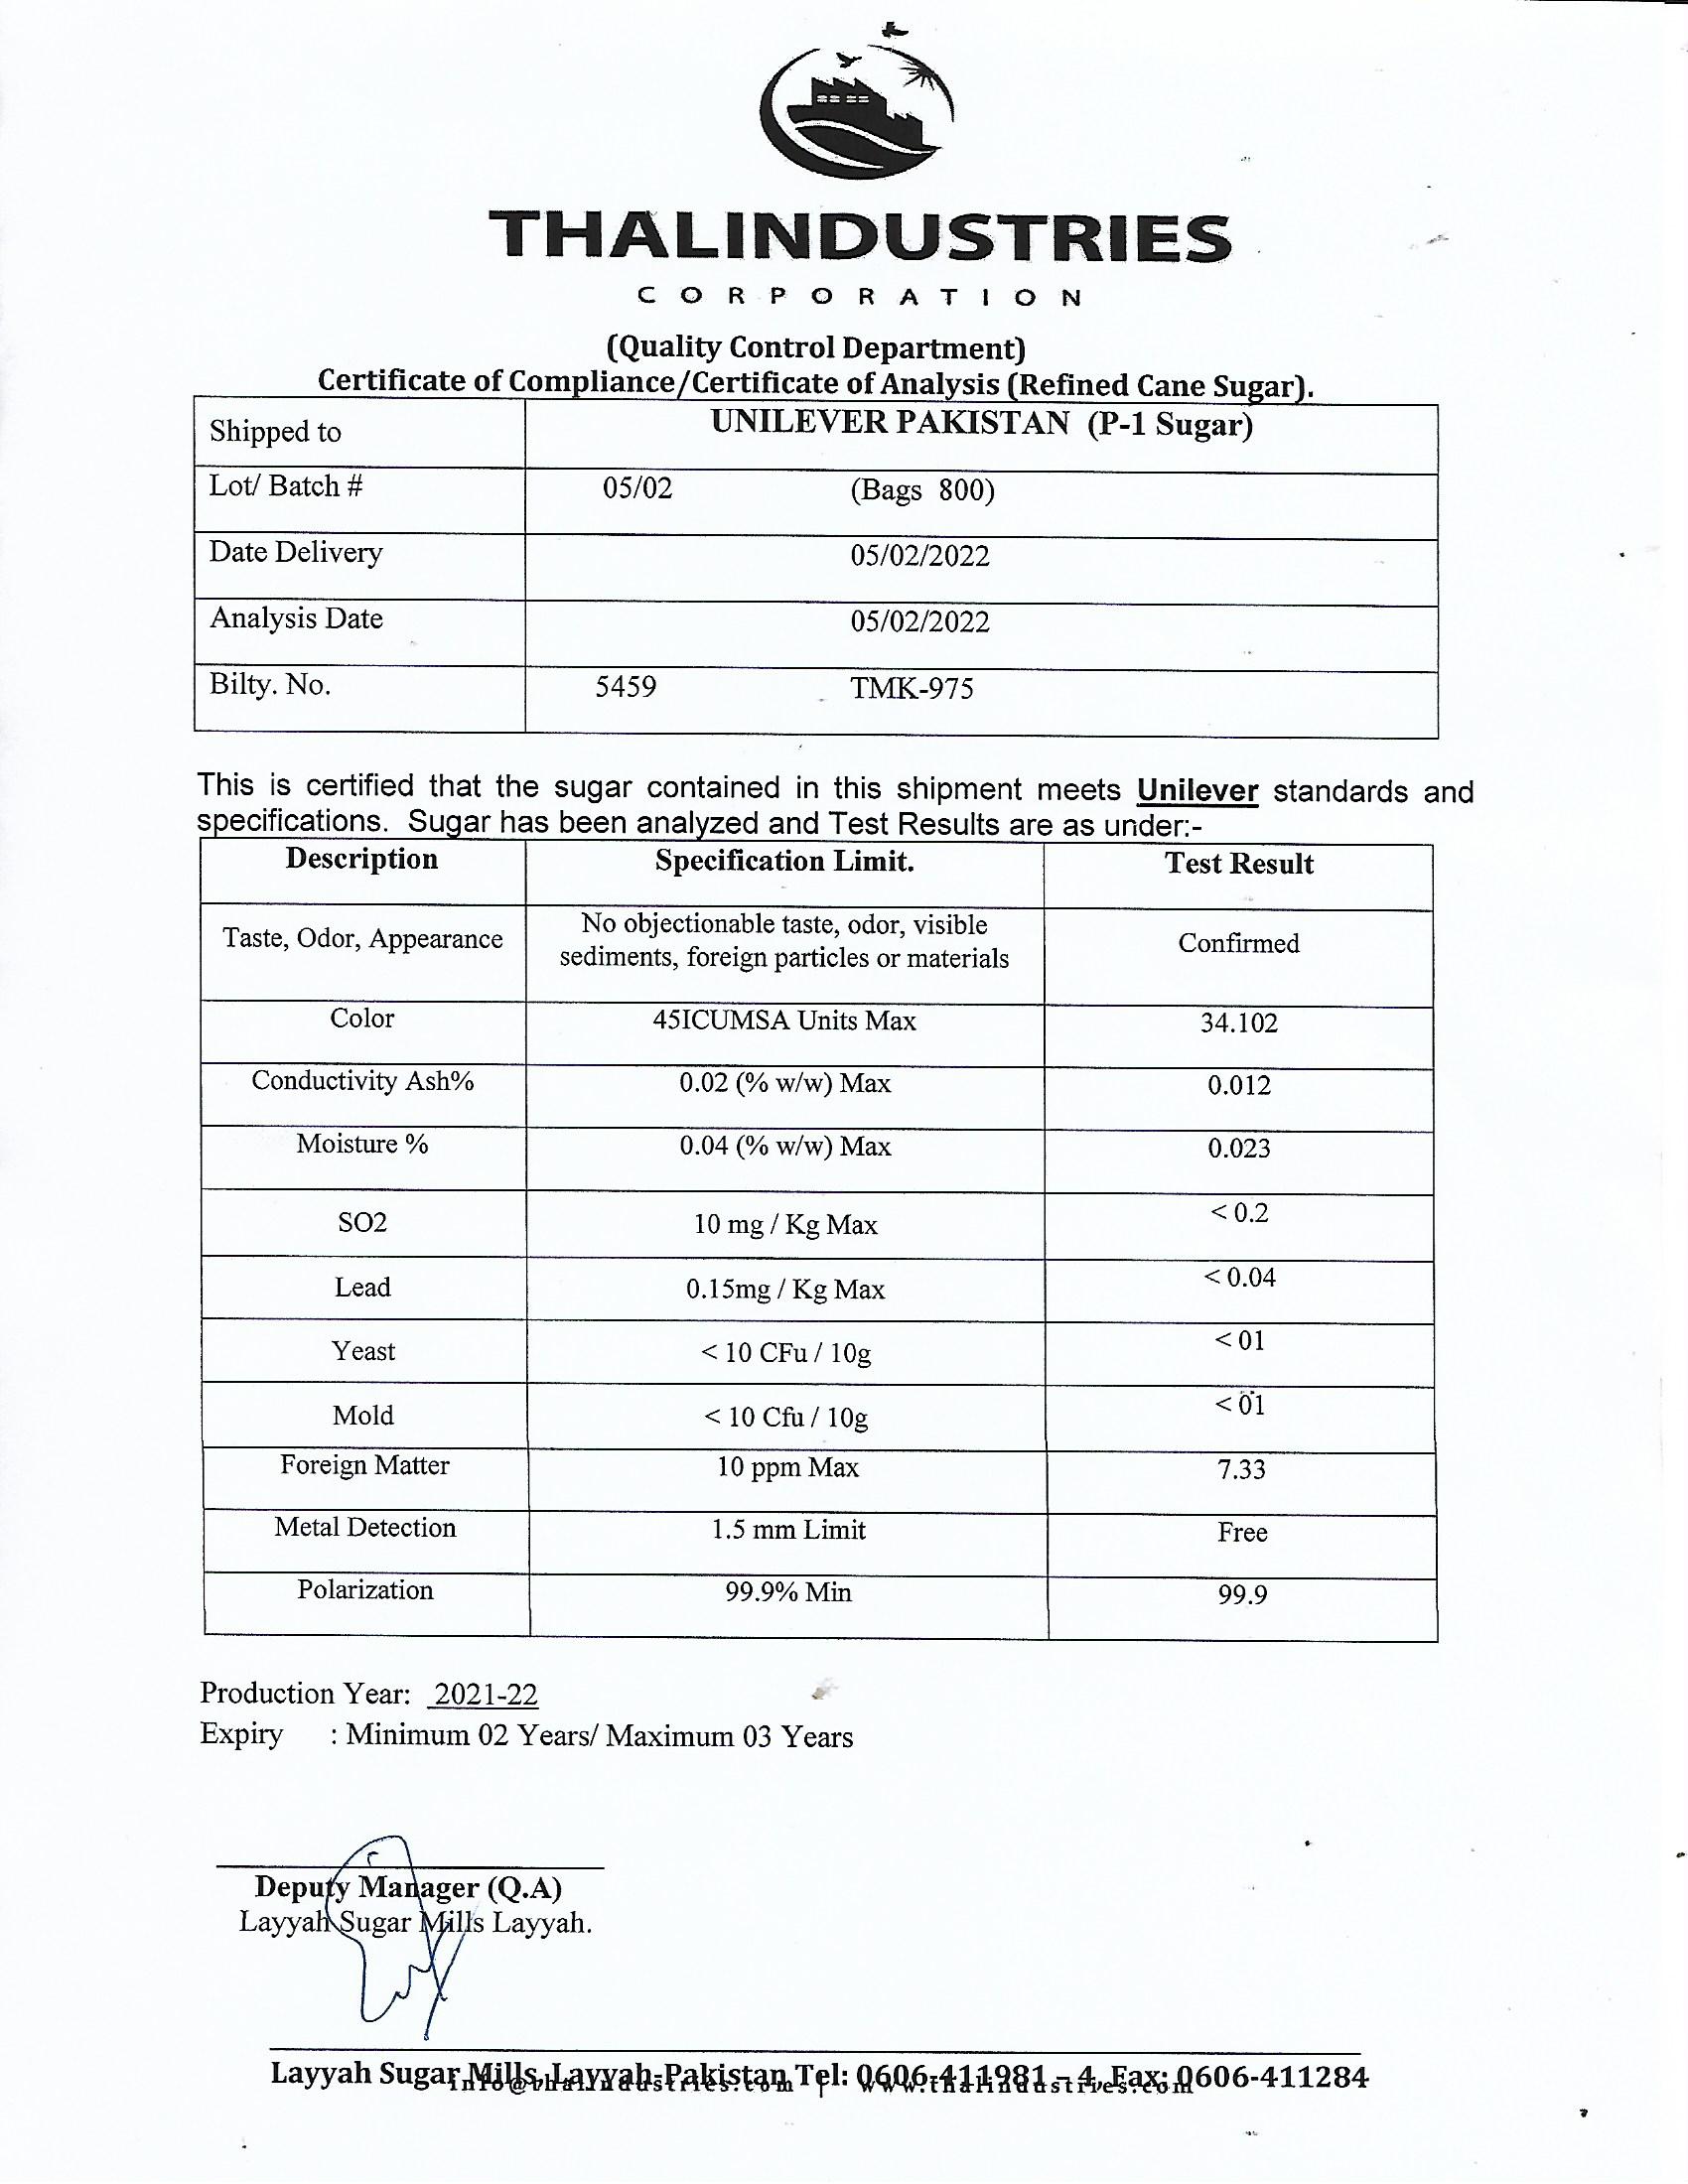 THALINDUSTRIES
CORPORATION
(Quality Control Department)
Certificate of Compliance/Certificate of Analysis (Refined Cane Sugar).
Shipped to UNILEVER PAKISTAN (P-1 Sugar)
Lot/ Batch # 05/02 (Bags 800)
Date Delivery 05/02/2022
Analysis Date 05/02/2022
Bilty. No. 5459 TMK-975
This is certified that the sugar contained in this shipment meets Unilever standards and
specifications. Sugar has been analyzed and Test Results are as under:-
Description Specification Limit. Test Result
Taste, Odor, Appearance No objectionable taste, odor, visible
sediments, foreign particles or materials Confirmed
Color 45ICUMSA Units Max 34.102
Conductivity Ash% 0.02 (% w/w) Max 0.012
Moisture % 0.04 (% w/w) Max 0.023
SO2 10 mg / Kg Max < 0.2
Lead 0.15mg / Kg Max < 0.04
Yeast < 10 CFu / 10g < 01
Mold < 10 Cfu / 10g < 01
Foreign Matter 10 ppm Max 7.33
Metal Detection 1.5 mm Limit Free
Polarization 99.9% Min 99.9
Production Year: 2021-22
Expiry : Minimum 02 Years/ Maximum 03 Years
Deputy Manager (Q.A)
Layyah Sugar Mills Layyah.
Layyah Sugar Mills, Layyah-Pakistan Tel: 0606-411981 – 4, Fax: 0606-411284
info@thalindustries.com | www.thalindustries.com